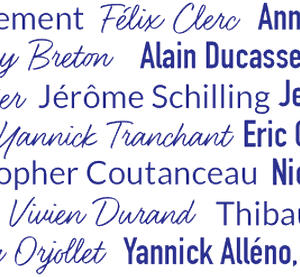 ement Félix Clerc Ann
y Breton Alain Ducasse
er Jérôme Schilling Je
Yannick Tranchant Eric
opher Coutanceau Nic
Vivien Durand Thibau
Orjollet Yannick Alléno,